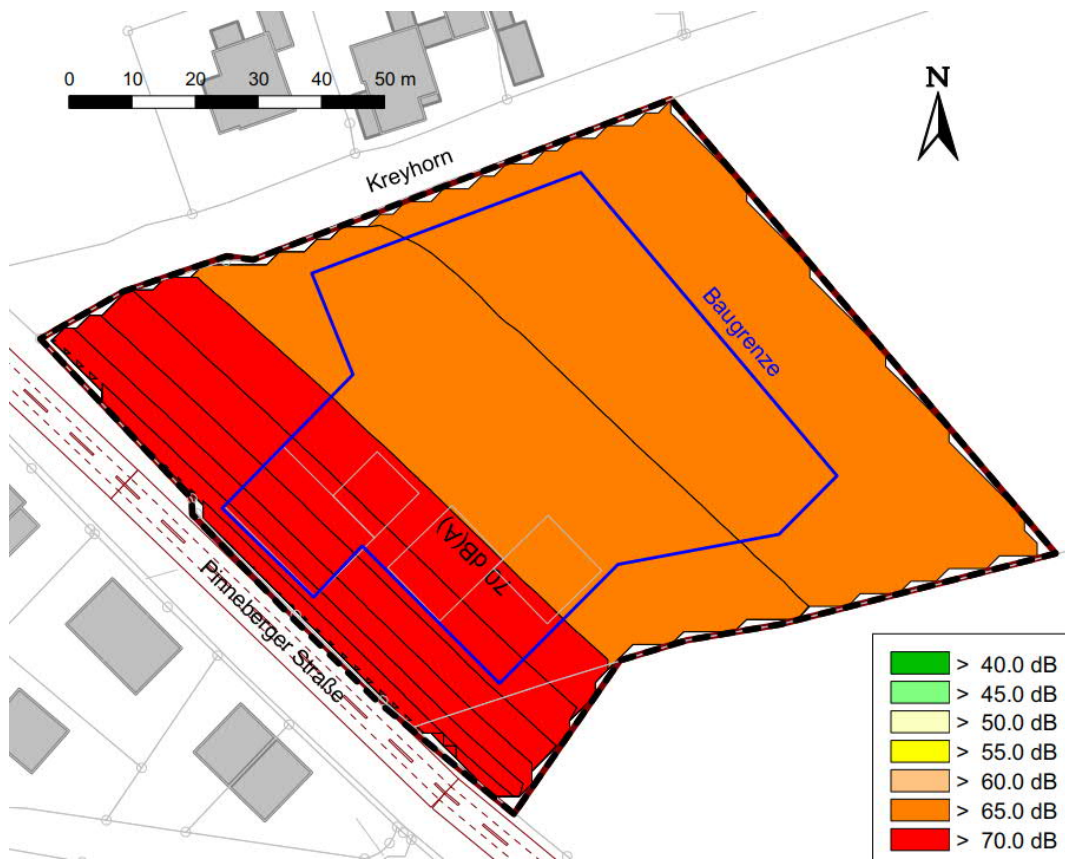 0 10 20 30 40 50 m
N
Kreyhorn
Baugrenze
70 dB(A)
Pinneberger Straße
> 40.0 dB
> 45.0 dB
> 50.0 dB
> 55.0 dB
> 60.0 dB
> 65.0 dB
> 70.0 dB